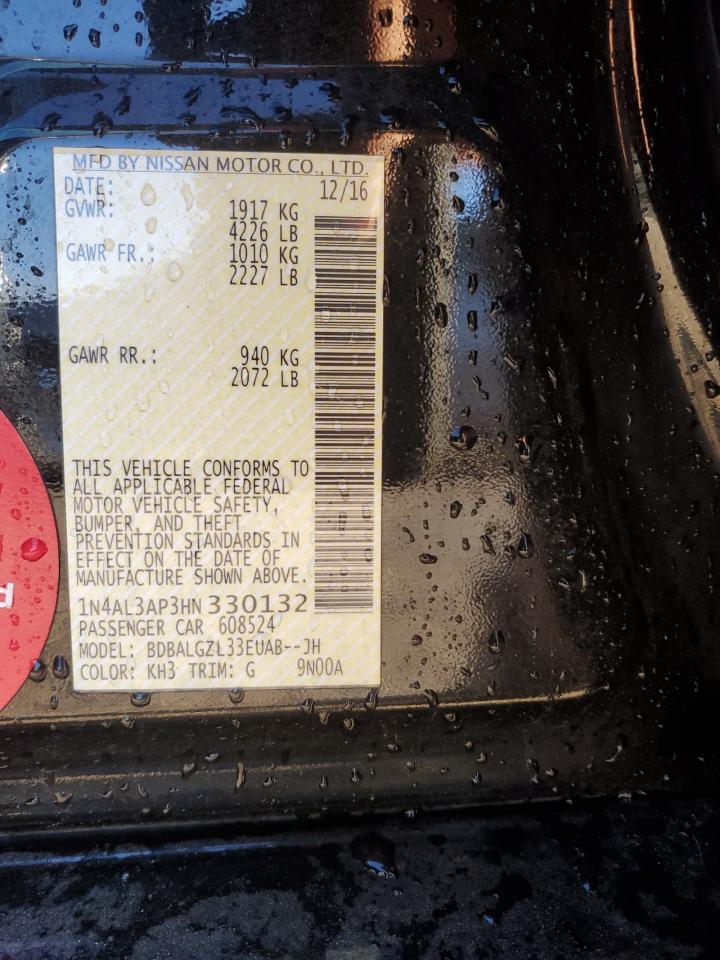 MFD BY NISSAN MOTOR CO., LTD.
DATE: 12/16
GVWR: 1917 KG
4226 LB
GAWR FR.: 1010 KG
2227 LB
GAWR RR.: 940 KG
2072 LB
THIS VEHICLE CONFORMS TO
ALL APPLICABLE FEDERAL
MOTOR VEHICLE SAFETY,
BUMPER, AND THEFT
PREVENTION STANDARDS IN
EFFECT ON THE DATE OF
MANUFACTURE SHOWN ABOVE.
1N4AL3AP3HN 330132
PASSENGER CAR 608524
MODEL: BDBALGZL33EUAB--JH
COLOR: KH3 TRIM: G 9N00A